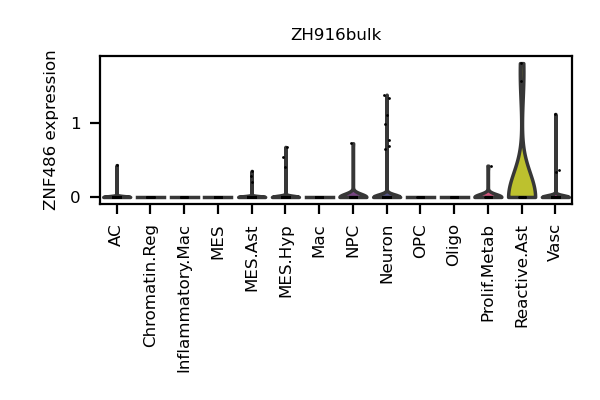 ZH916bulk
ZNF486 expression
1
0
AC
Chromatin.Reg
Inflammatory.Mac
MES
MES.Ast
MES.Hyp
Mac
NPC
Neuron
OPC
Oligo
Prolif.Metab
Reactive.Ast
Vasc